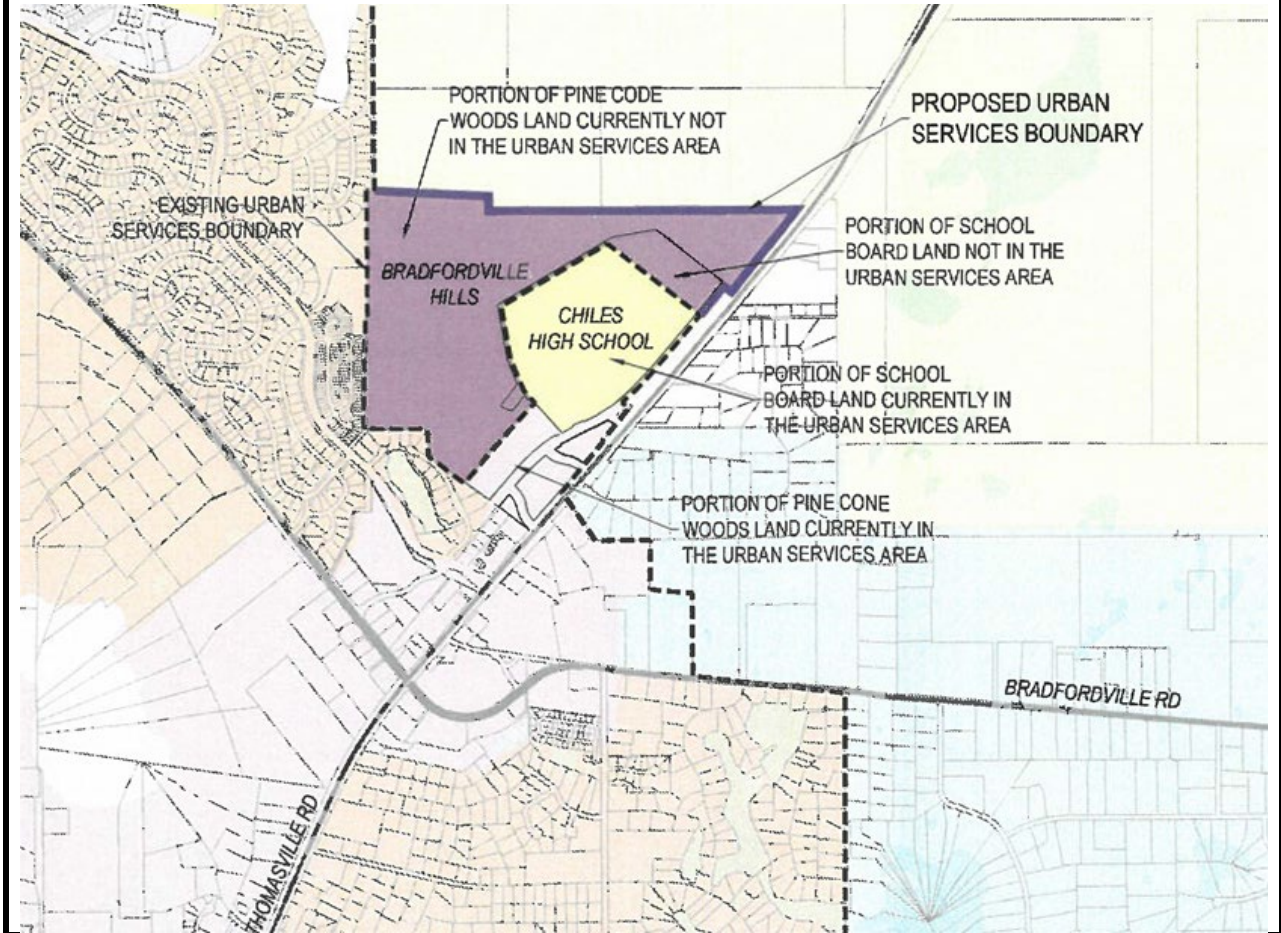 PORTION OF PINE CODE
WOODS LAND CURRENTLY NOT
IN THE URBAN SERVICES AREA
PROPOSED URBAN
SERVICES BOUNDARY
EXISTING URBAN
SERVICES BOUNDARY
BRADFORDVILLE
HILLS
PORTION OF SCHOOL
BOARD LAND NOT IN THE
URBAN SERVICES AREA
CHILES
HIGH SCHOOL
PORTION OF SCHOOL
BOARD LAND CURRENTLY IN
THE URBAN SERVICES AREA
PORTION OF PINE CONE
WOODS LAND CURRENTLY IN
THE URBAN SERVICES AREA
BRADFORDVILLE RD
THOMASVILLE RD